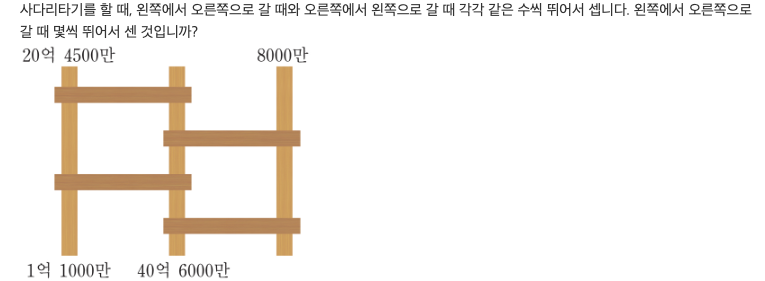 사다리타기를 할 때, 왼쪽에서 오른쪽으로 갈 때와 오른쪽에서 왼쪽으로 갈 때 각각 같은 수씩 뛰어서 셉니다. 왼쪽에서 오른쪽으로
갈 때 몇씩 뛰어서 센 것입니까?
20억 4500만 8000만
1억 1000만 40억 6000만